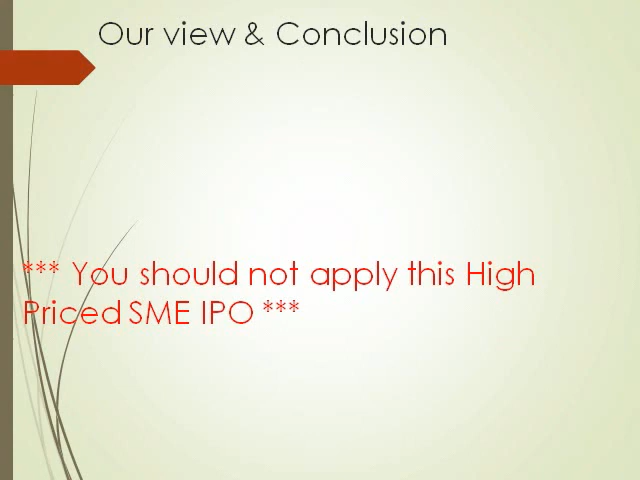 Our view & Conclusion
*** You should not apply this High
Priced SME IPO ***